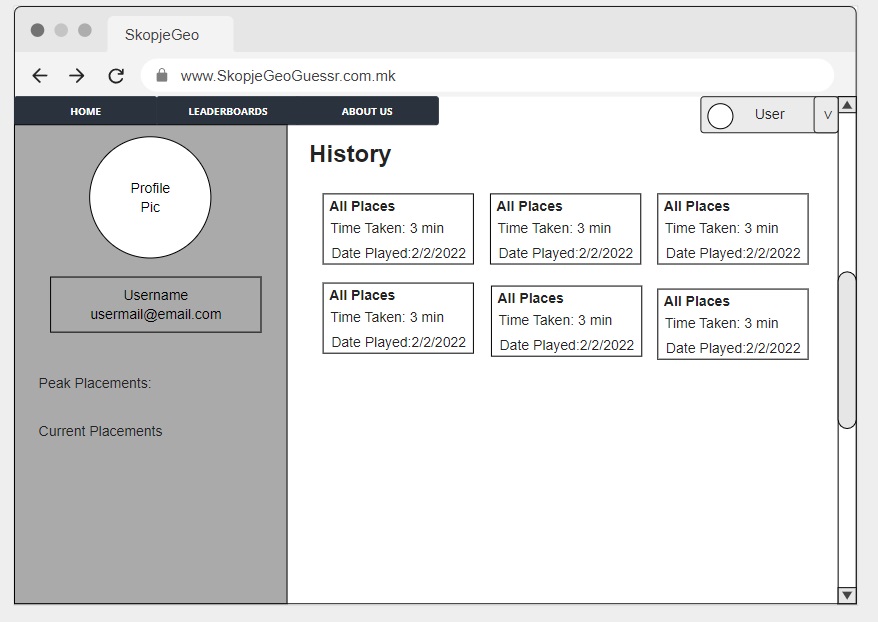 SkopjeGeo
www.SkopjeGeoGuessr.com.mk
HOME
LEADERBOARDS
ABOUT US
User
V
Profile
Pic
Username
usermail@email.com
Peak Placements:
Current Placements
History
All Places
Time Taken: 3 min
Date Played:2/2/2022
All Places
Time Taken: 3 min
Date Played:2/2/2022
All Places
Time Taken: 3 min
Date Played:2/2/2022
All Places
Time Taken: 3 min
Date Played:2/2/2022
All Places
Time Taken: 3 min
Date Played:2/2/2022
All Places
Time Taken: 3 min
Date Played:2/2/2022